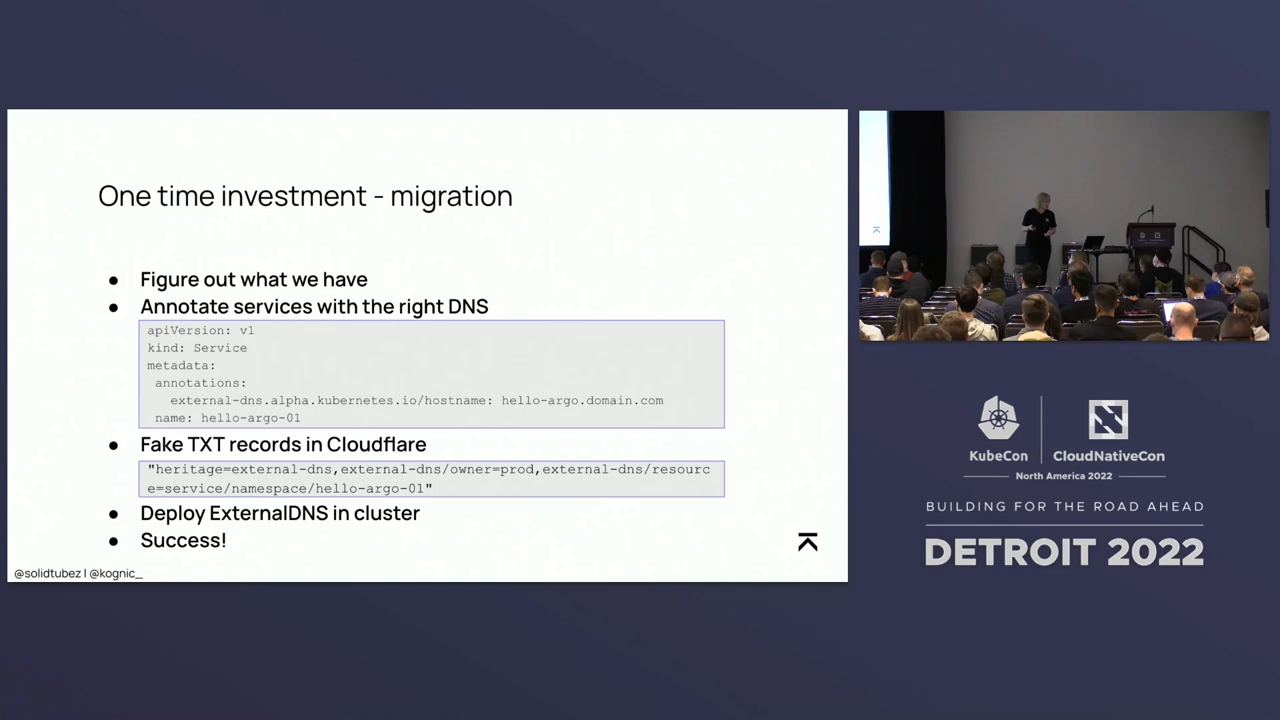 One time investment - migration
● Figure out what we have
● Annotate services with the right DNS
apiVersion: v1
kind: Service
metadata:
annotations:
external-dns.alpha.kubernetes.io/hostname: hello-argo.domain.com
name: hello-argo-01
● Fake TXT records in Cloudflare
"heritage=external-dns,external-dns/owner=prod,external-dns/resourc
e=service/namespace/hello-argo-01"
● Deploy ExternalDNS in cluster
● Success!
@solidtubez | @kognic_
KubeCon
CloudNativeCon
North America 2022
BUILDING FOR THE ROAD AHEAD
DETROIT 2022